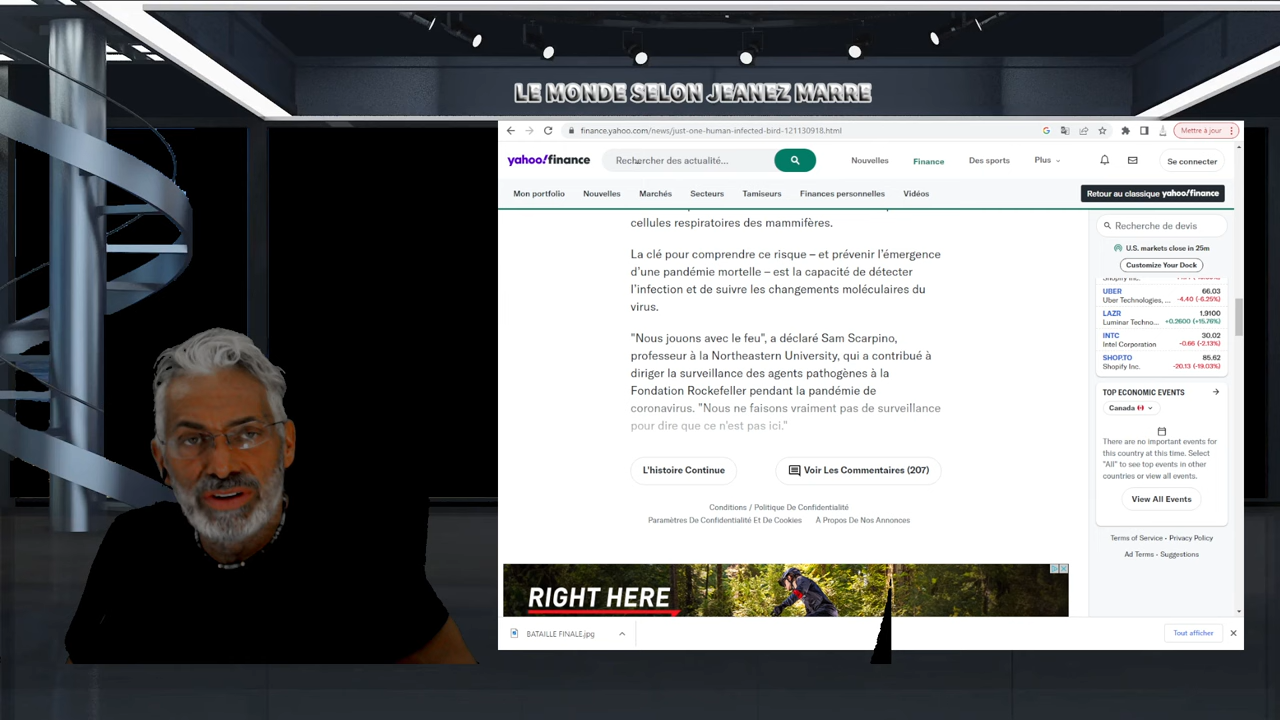 LE MONDE SELON JEANEZ MARRE
finance.yahoo.com/news/just-one-human-infected-bird-121130918.html
Mettre à jour
yahoo!finance
Rechercher des actualité...
Nouvelles
Finance
Des sports
Plus
Se connecter
Mon portfolio
Nouvelles
Marchés
Secteurs
Tamiseurs
Finances personnelles
Vidéos
Retour au classique yahoo!finance
cellules respiratoires des mammifères.
La clé pour comprendre ce risque – et prévenir l'émergence
d'une pandémie mortelle – est la capacité de détecter
l'infection et de suivre les changements moléculaires du
virus.
"Nous jouons avec le feu", a déclaré Sam Scarpino,
professeur à la Northeastern University, qui a contribué à
diriger la surveillance des agents pathogènes à la
Fondation Rockefeller pendant la pandémie de
coronavirus. "Nous ne faisons vraiment pas de surveillance
pour dire que ce n'est pas ici."
L'histoire Continue
Voir Les Commentaires (207)
Conditions / Politique De Confidentialité
Paramètres De Confidentialité Et De Cookies
À Propos De Nos Annonces
Recherche de devis
U.S. markets close in 25m
Customize Your Dock
Shopify Inc.
UBER 66.03
Uber Technologies, ... -4.40 (-6.25%)
LAZR 1.9100
Luminar Techno... +0.2600 (+15.76%)
INTC 30.02
Intel Corporation -0.66 (-2.13%)
SHOP.TO 85.62
Shopify Inc. -20.13 (-19.03%)
TOP ECONOMIC EVENTS
Canada
There are no important events for
this country at this time. Select
"All" to see top events in other
countries or view all events.
View All Events
Terms of Service - Privacy Policy
Ad Terms - Suggestions
RIGHT HERE
BATAILLE FINALE.jpg
Tout afficher